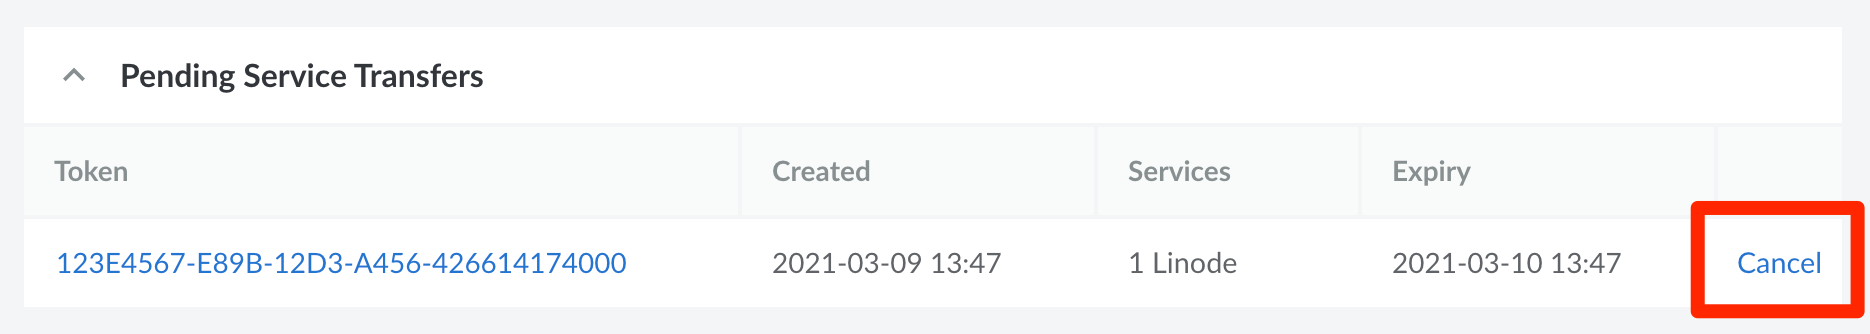 Pending Service Transfers
Token Created Services Expiry
123E4567-E89B-12D3-A456-426614174000 2021-03-09 13:47 1 Linode 2021-03-10 13:47 Cancel